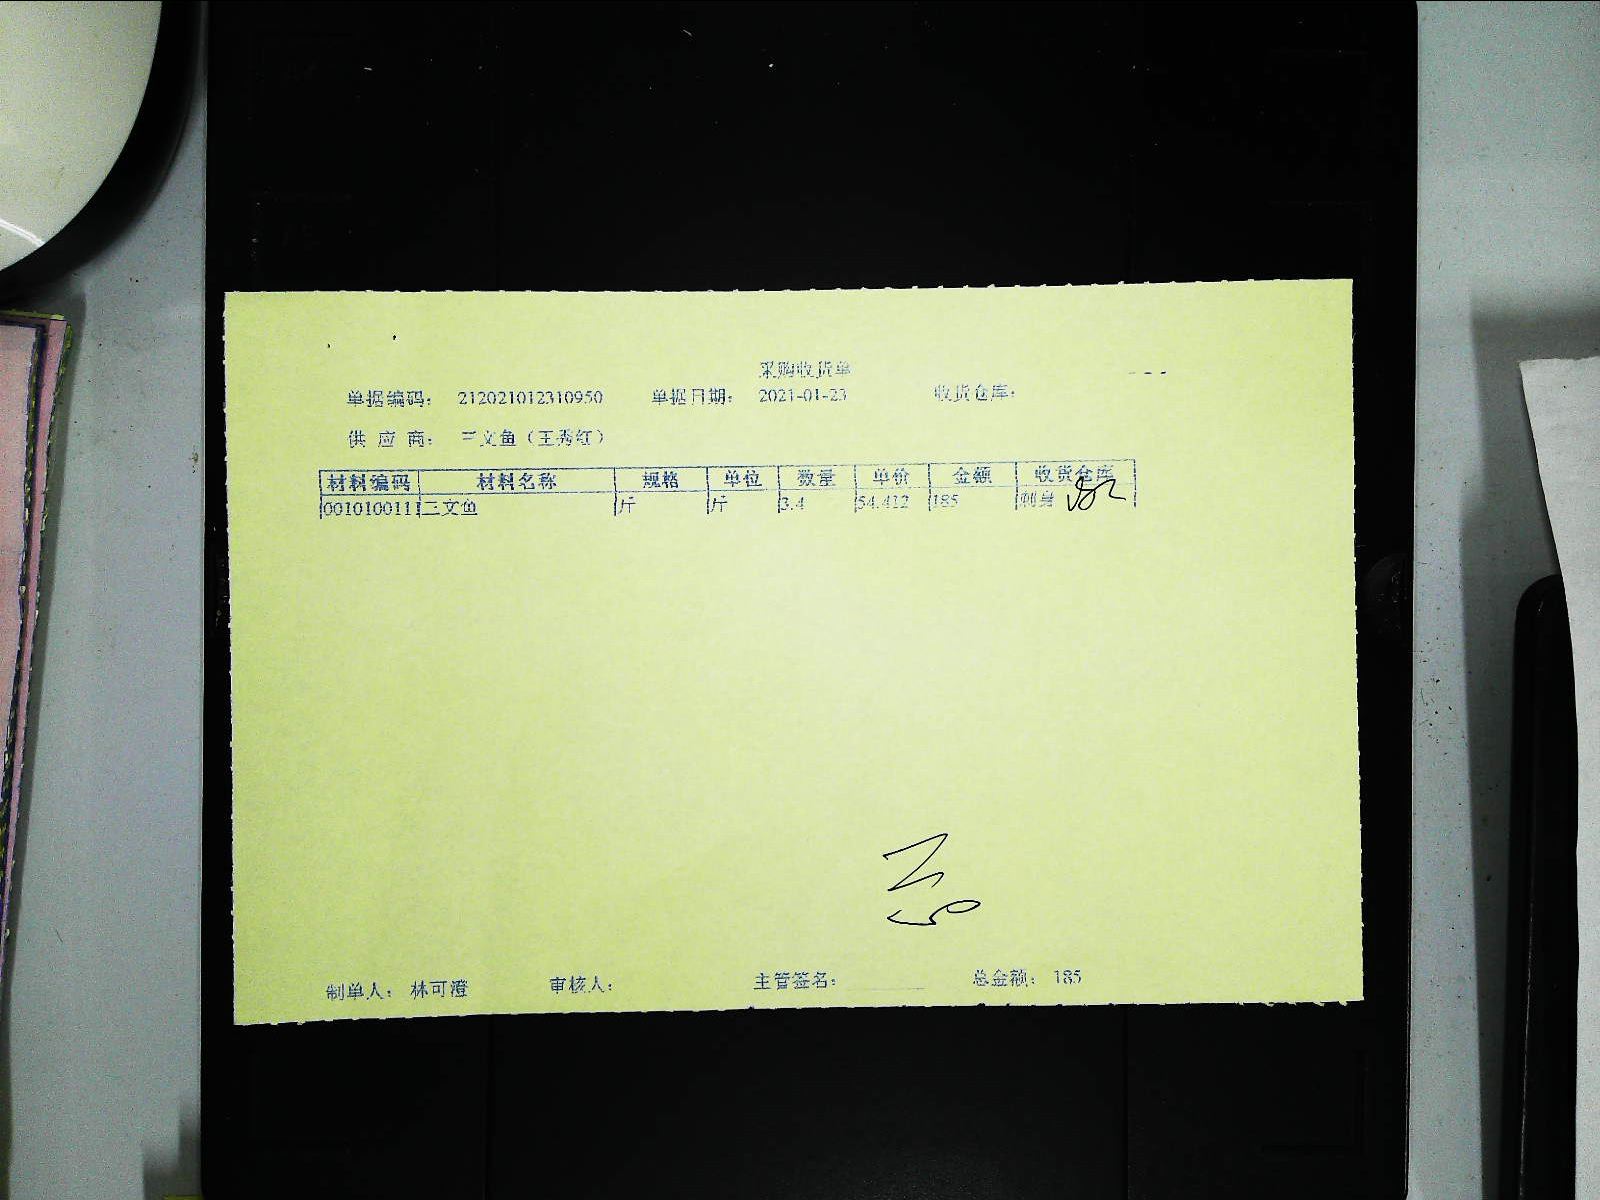 采购收货单
单据编码： 212021012310950 单据日期： 2021-01-23 收货仓库：
供 应 商： 三文鱼（王秀红）
材料编码 材料名称 规格 单位 数量 单价 金额 收货仓库
0010100111 三文鱼 斤 斤 3.4 54.412 185 刺身
制单人： 林可澄 审核人： 主管签名： 总金额： 185